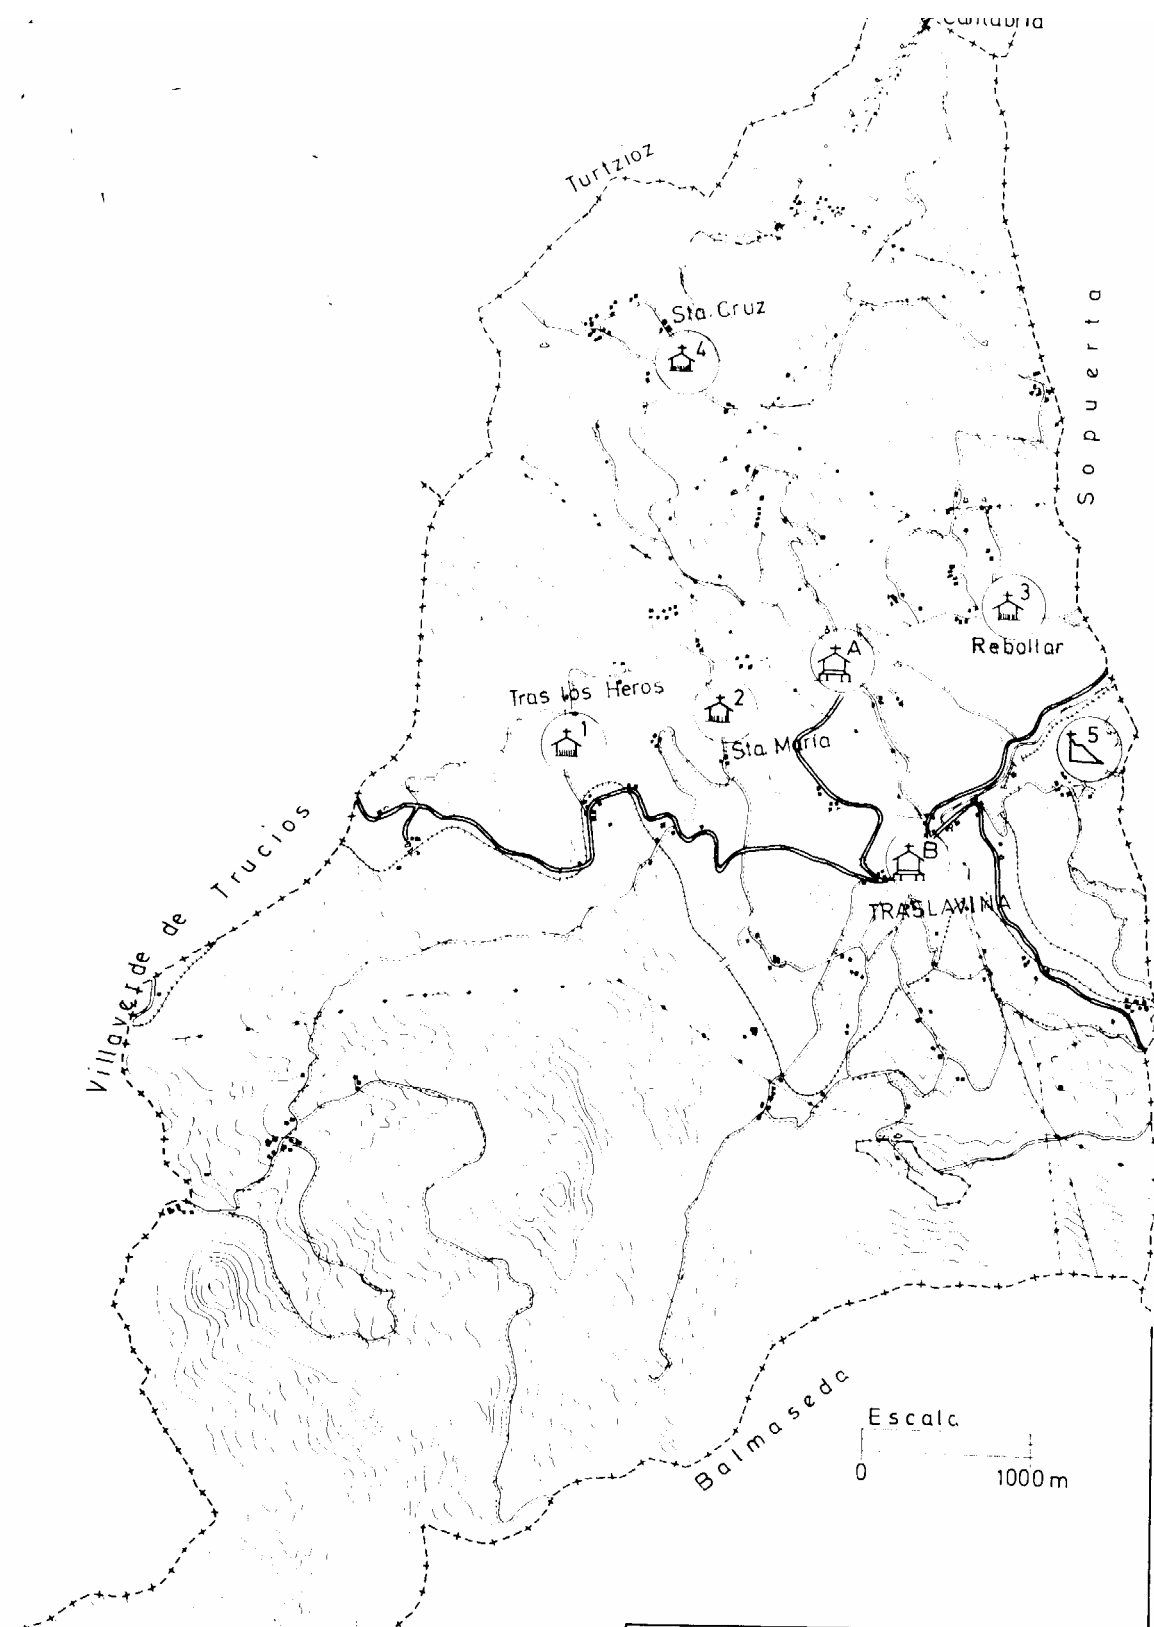 Cantabria
Turtzioz
Sta. Cruz
4
Sopuerta
3
Rebollar
A
Tras los Heros
2
1
Sta Maria
5
B
TRASLAVIÑA
Villaverde de Trucios
Balmaseda
Escala
0
1000 m